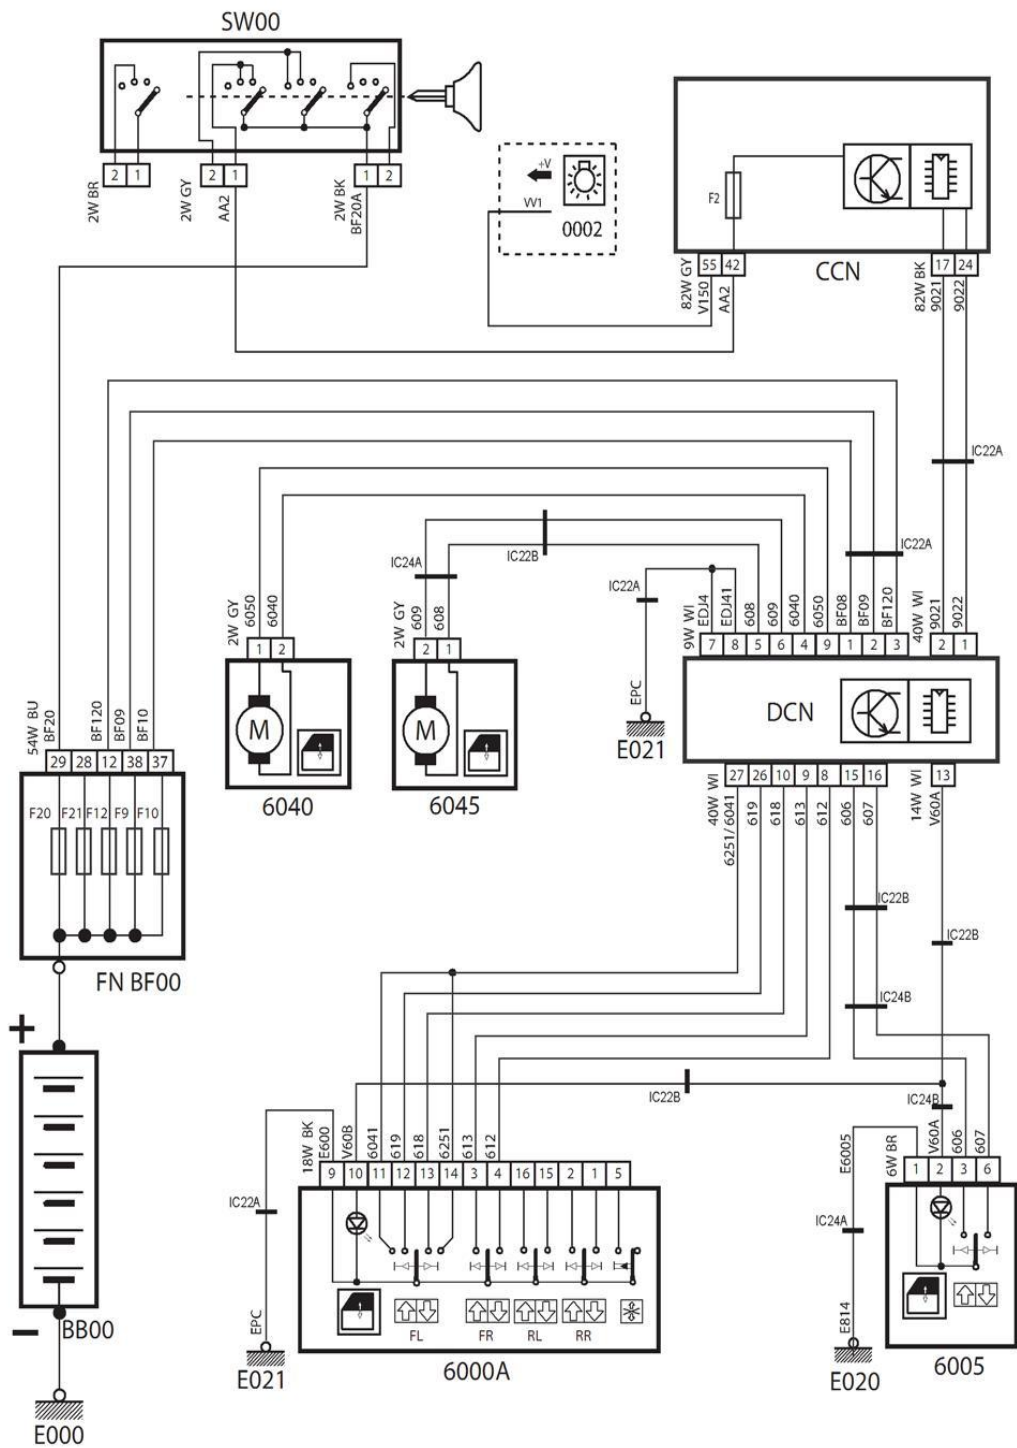 SW00
2 1
2 1
1 2
2W BR
2W GY
AA2
2W BK
BF20A
+V
VV1
0002
F2
CCN
55 42
17 24
82W GY
V150
AA2
82W BK
9021
9022
IC22A
IC22A
IC24A
IC22B
IC22A
2W GY
6050
6040
2W GY
609
608
9W WI
EDJ4
EDJ41
608
609
6040
6050
BF08
BF09
BF120
40W WI
9021
9022
1 2
2 1
7 8 5 6 4 9 1 2 3
2 1
EPC
E021
M
M
DCN
6040
6045
54W BU
BF20
BF120
BF09
BF10
29 28 12 38 37
27 26 10 9 8 15 16
13
40W WI
6251/6041
619
618
613
612
606
607
14W WI
V60A
F20 F21 F12 F9 F10
IC22B
IC22B
FN BF00
IC24B
+
IC22B
IC24B
18W BK
E600
V60B
6041
619
618
6251
613
612
E6005
6W BR
V60A
606
607
9 10 11 12 13 14 3 4 16 15 2 1 5
1 2 3 6
IC22A
IC24A
EPC
E814
FL FR RL RR
– BB00
E021
6000A
E020
6005
E000